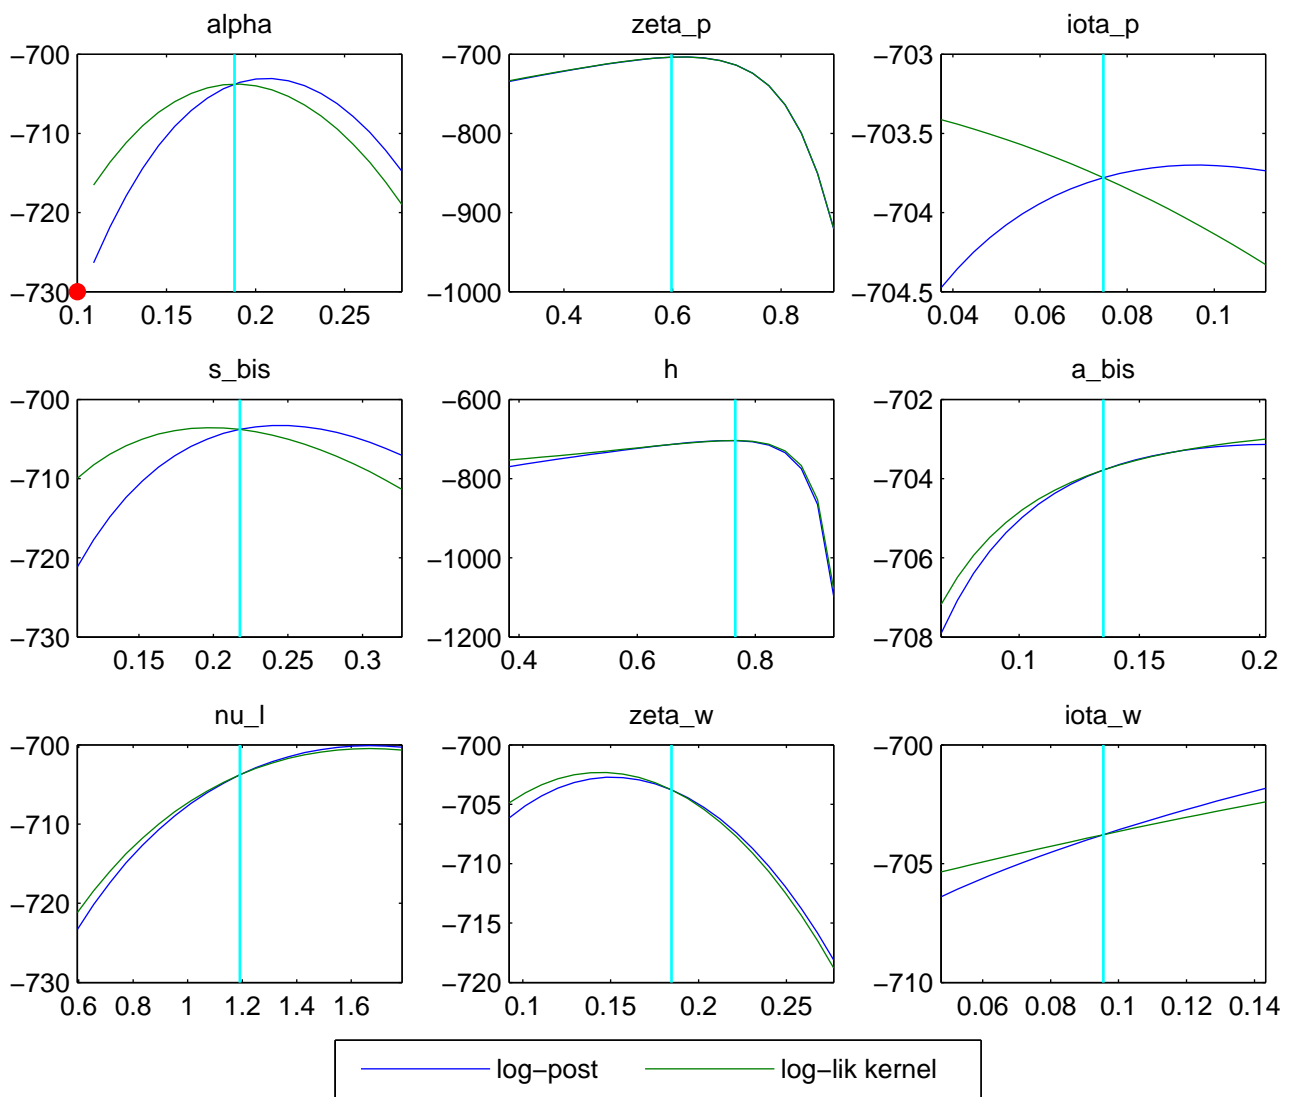 alpha
−700
−710
−720
−730
0.1 0.15 0.2 0.25
zeta_p
−700
−800
−900
−1000
0.4 0.6 0.8
iota_p
−703
−703.5
−704
−704.5
0.04 0.06 0.08 0.1
s_bis
−700
−710
−720
−730
0.15 0.2 0.25 0.3
h
−600
−800
−1000
−1200
0.4 0.6 0.8
a_bis
−702
−704
−706
−708
0.1 0.15 0.2
nu_l
−700
−710
−720
−730
0.6 0.8 1 1.2 1.4 1.6
zeta_w
−700
−705
−710
−715
−720
0.1 0.15 0.2 0.25
iota_w
−700
−705
−710
0.06 0.08 0.1 0.12 0.14
log−post log−lik kernel